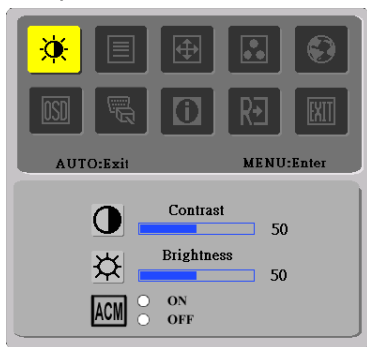 OSD R EXIT
AUTO:Exit MENU:Enter
Contrast
50
Brightness
50
ACM ON
OFF